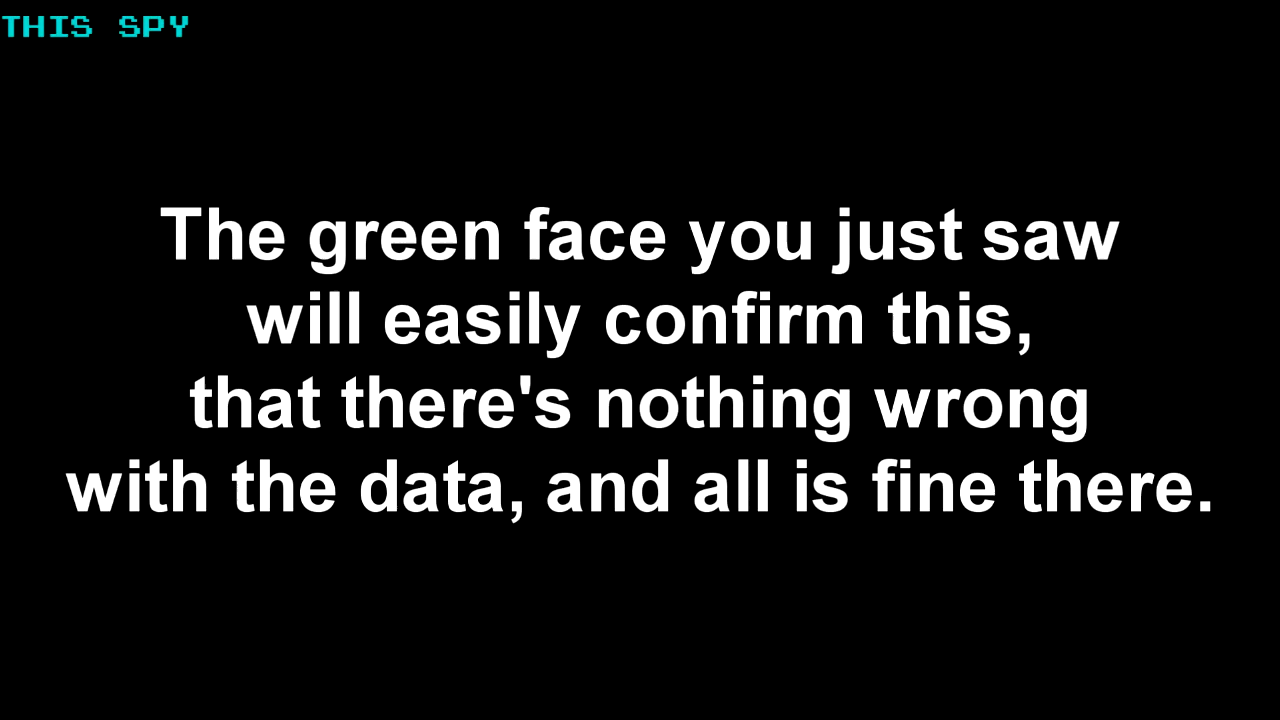 THIS SPY
The green face you just saw
will easily confirm this,
that there's nothing wrong
with the data, and all is fine there.